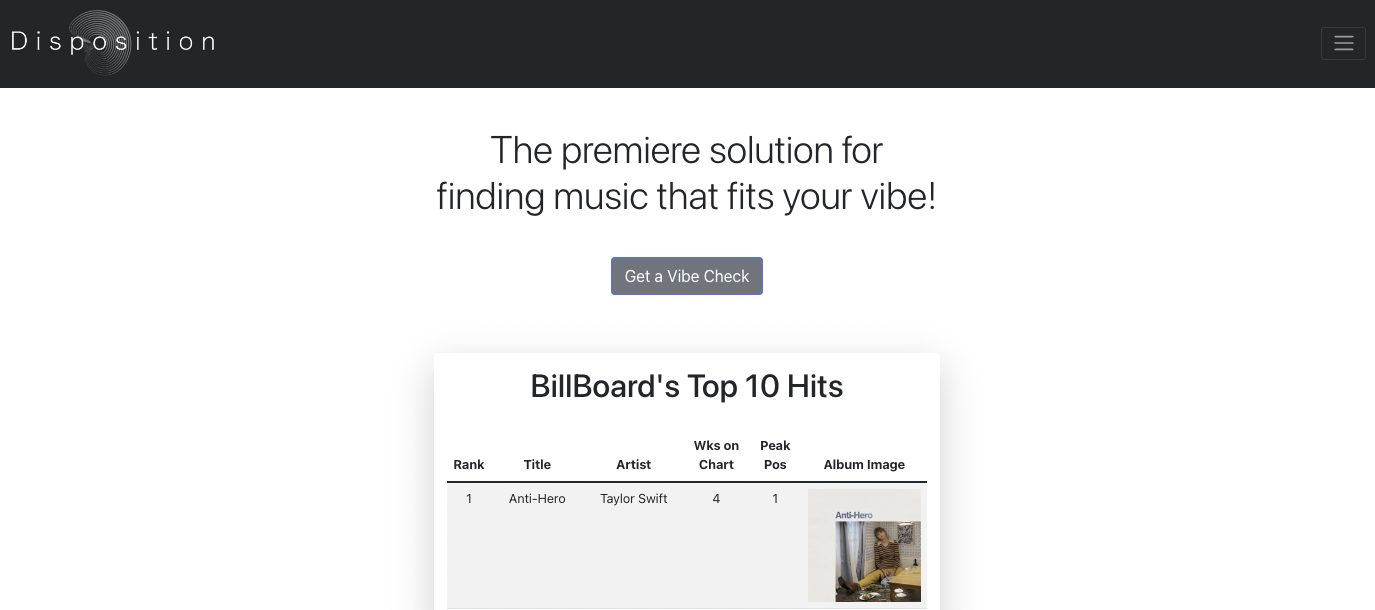 Disposition
The premiere solution for
finding music that fits your vibe!
Get a Vibe Check
BillBoard's Top 10 Hits
Rank Title Artist Wks on Chart Peak Pos Album Image
1 Anti-Hero Taylor Swift 4 1
Anti-Hero